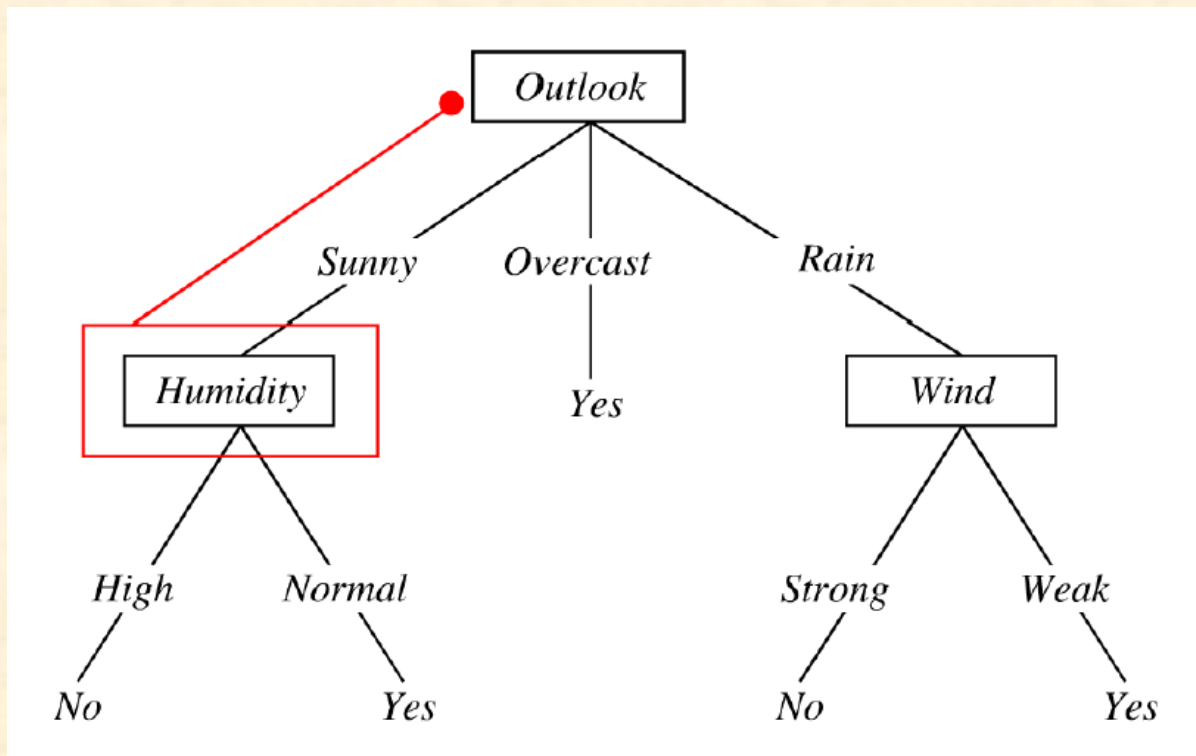 Outlook
Sunny Overcast Rain
Humidity Yes Wind
High Normal Strong Weak
No Yes No Yes